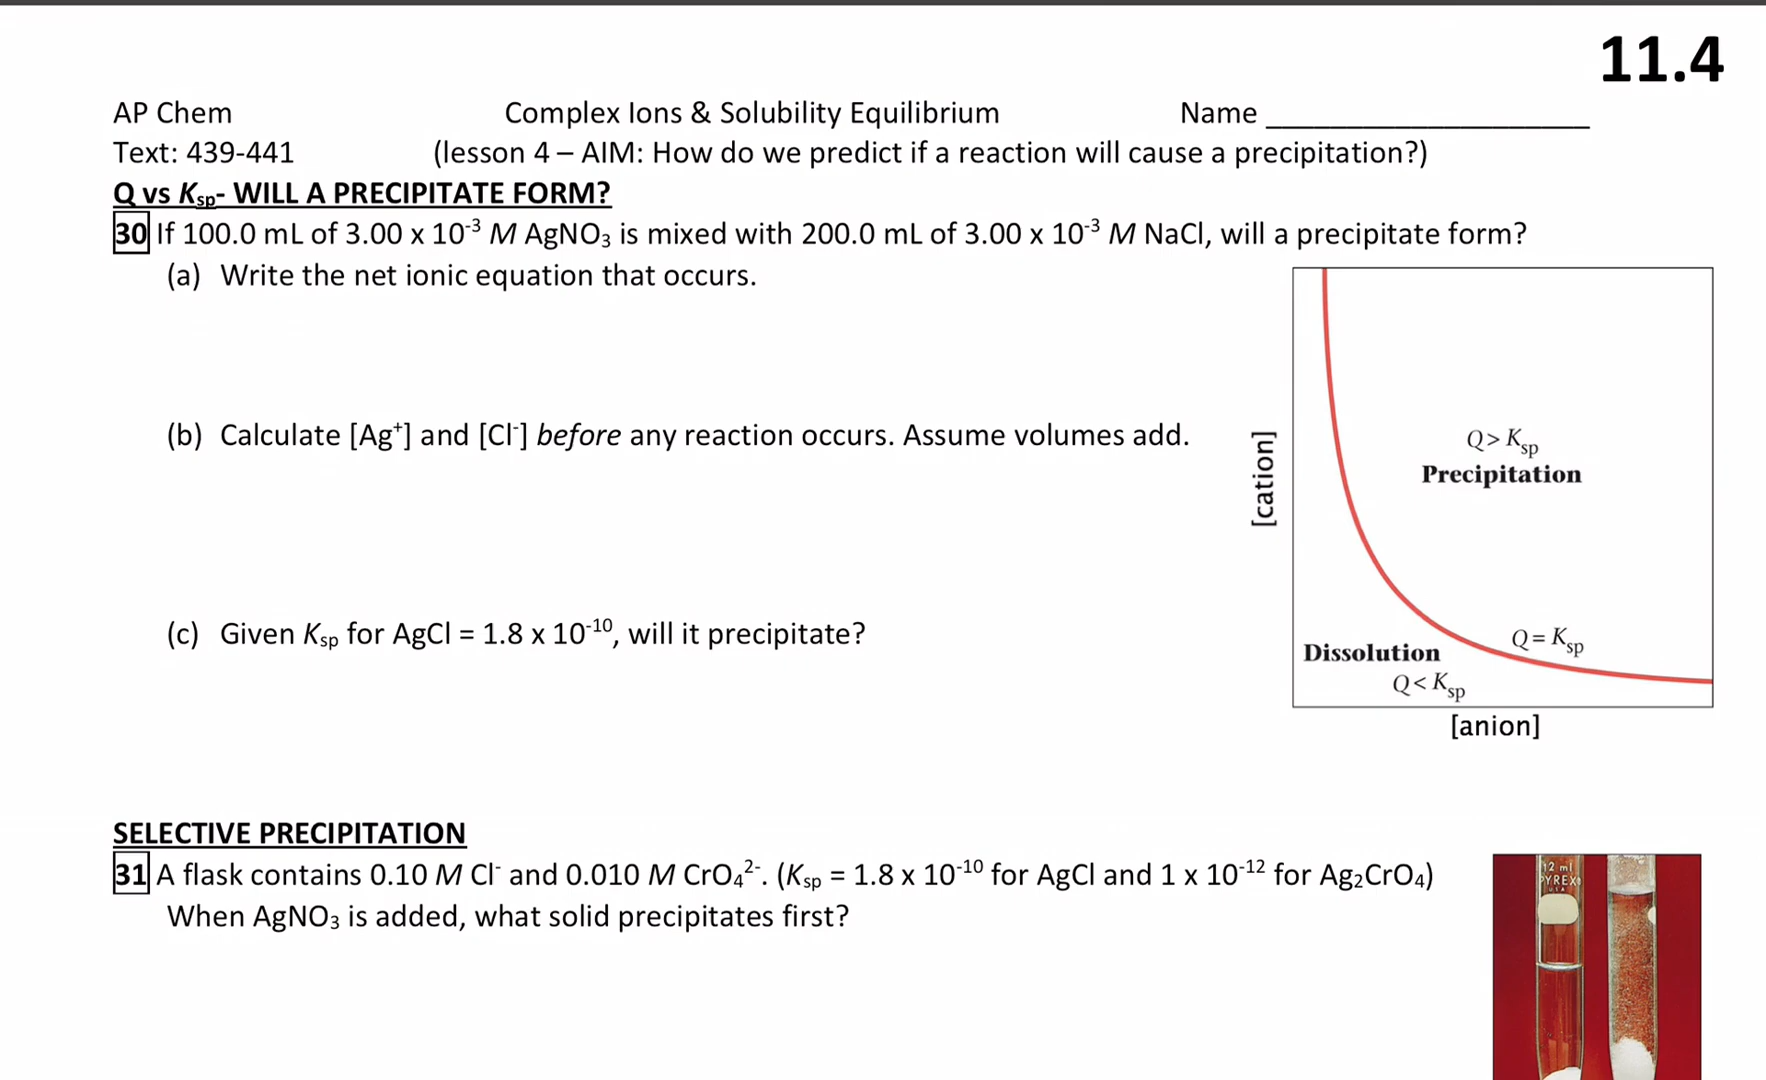 11.4
AP Chem Complex Ions & Solubility Equilibrium Name ____________________
Text: 439-441 (lesson 4 – AIM: How do we predict if a reaction will cause a precipitation?)
Q vs Ksp- WILL A PRECIPITATE FORM?
30 If 100.0 mL of 3.00 x 10⁻³ M AgNO₃ is mixed with 200.0 mL of 3.00 x 10⁻³ M NaCl, will a precipitate form?
(a) Write the net ionic equation that occurs.
(b) Calculate [Ag⁺] and [Cl⁻] before any reaction occurs. Assume volumes add.
(c) Given Ksp for AgCl = 1.8 x 10⁻¹⁰, will it precipitate?
[cation]
Q> Ksp
Precipitation
Q= Ksp
Dissolution
Q< Ksp
[anion]
SELECTIVE PRECIPITATION
31 A flask contains 0.10 M Cl⁻ and 0.010 M CrO₄²⁻. (Ksp = 1.8 x 10⁻¹⁰ for AgCl and 1 x 10⁻¹² for Ag₂CrO₄)
When AgNO₃ is added, what solid precipitates first?
12 ml
PYREX
USA